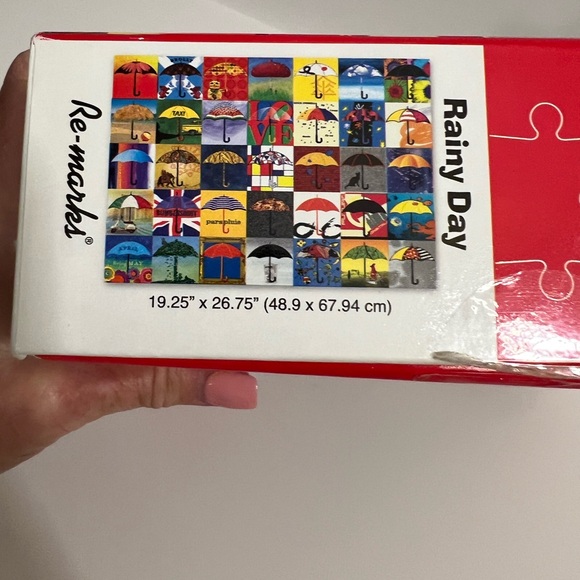 Re-marks®
TAXI
LOVE
parapluie
Rainy Day
19.25" x 26.75" (48.9 x 67.94 cm)